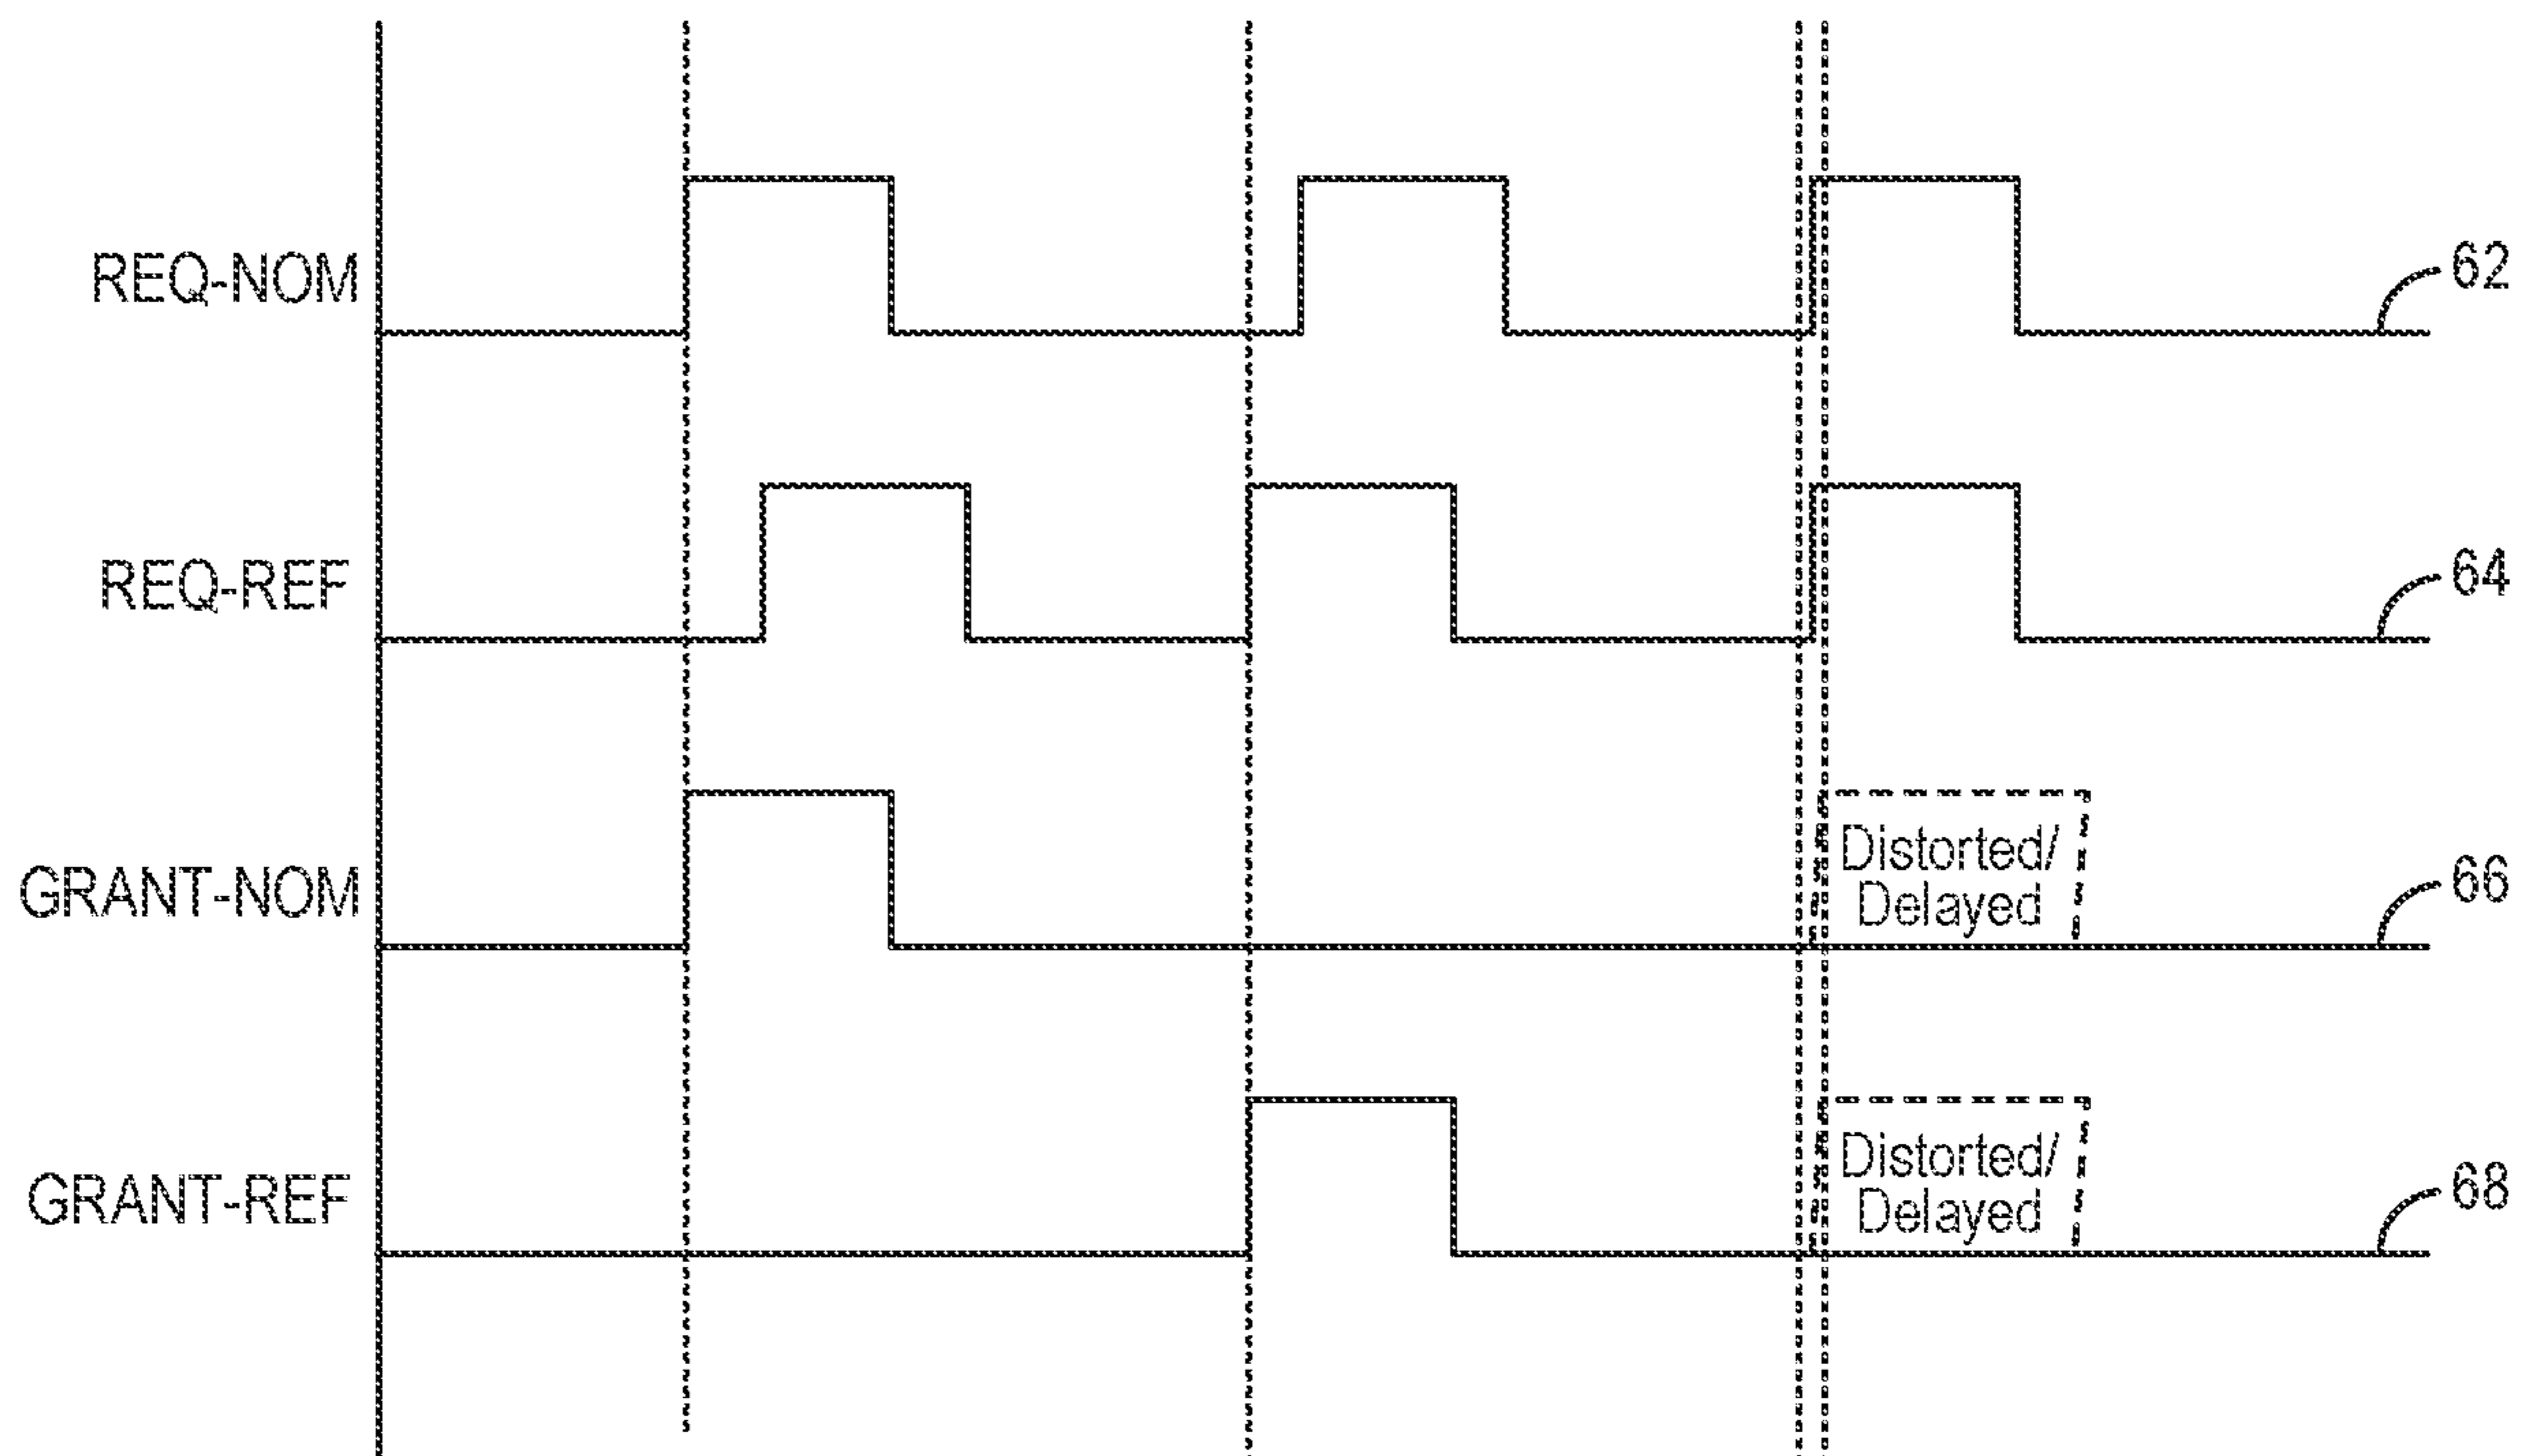 REQ-NOM
62
REQ-REF
64
GRANT-NOM
Distorted/
Delayed
66
GRANT-REF
Distorted/
Delayed
68